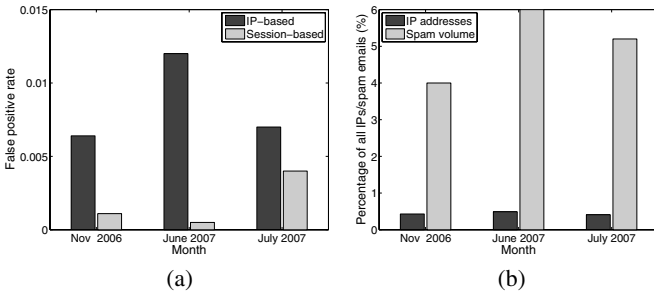 0.015
0.01
0.005
0
False positive rate
IP-based
Session-based
Nov 2006
June 2007
July 2007
Month
(a)
6
5
4
3
2
1
0
Percentage of all IPs/spam emails (%)
IP addresses
Spam volume
Nov 2006
June 2007
July 2007
Month
(b)